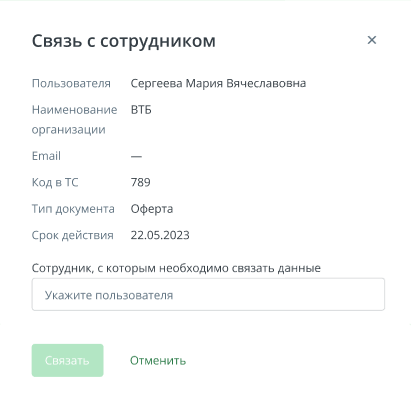 Связь с сотрудником
Пользователя Сергеева Мария Вячеславовна
Наименование ВТБ
организации
Email —
Код в ТС 789
Тип документа Оферта
Срок действия 22.05.2023
Сотрудник, с которым необходимо связать данные
Укажите пользователя
Связать Отменить